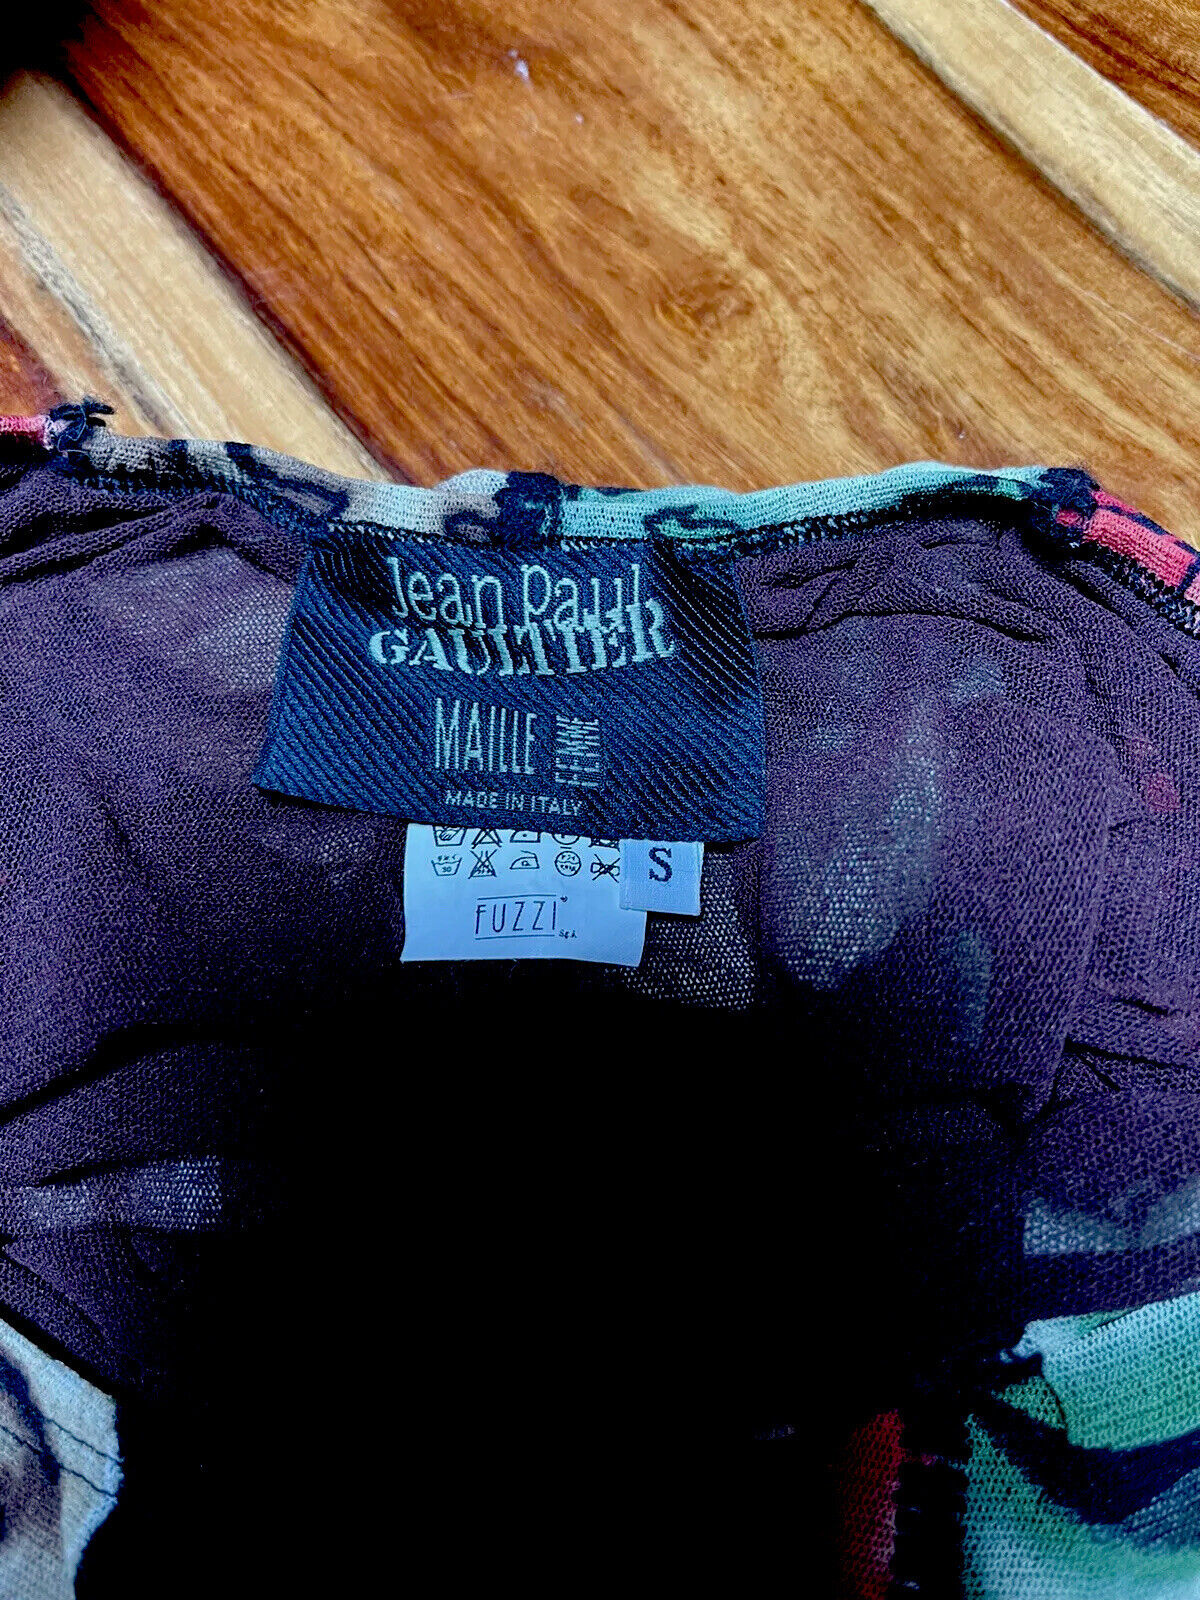 Jean Paul
GAULTIER
MAILLE FEMME
MADE IN ITALY
S
FUZZI